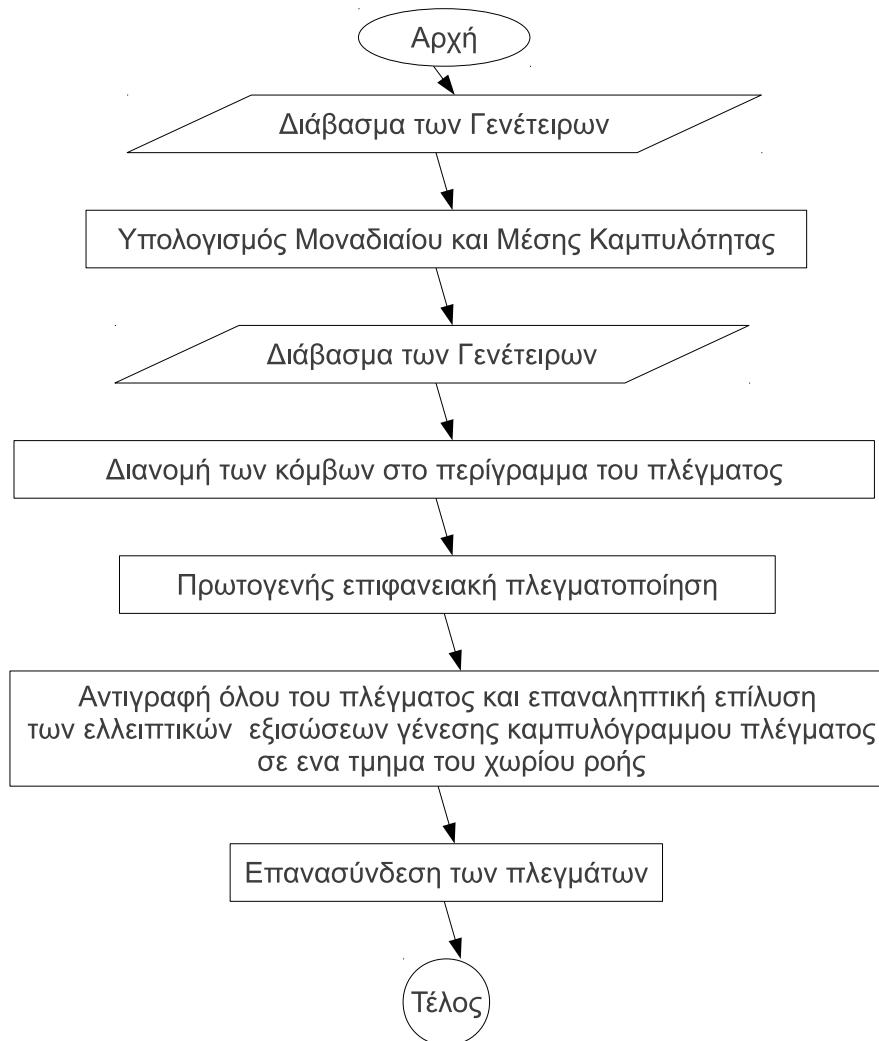 Αρχή
Διάβασμα των Γενέτειρων
Υπολογισμός Μοναδιαίου και Μέσης Καμπυλότητας
Διάβασμα των Γενέτειρων
Διανομή των κόμβων στο περίγραμμα του πλέγματος
Πρωτογενής επιφανειακή πλεγματοποίηση
Αντιγραφή όλου του πλέγματος και επαναληπτική επίλυση
των ελλειπτικών εξισώσεων γένεσης καμπυλόγραμμου πλέγματος
σε ενα τμημα του χωρίου ροής
Επανασύνδεση των πλεγμάτων
Τέλος